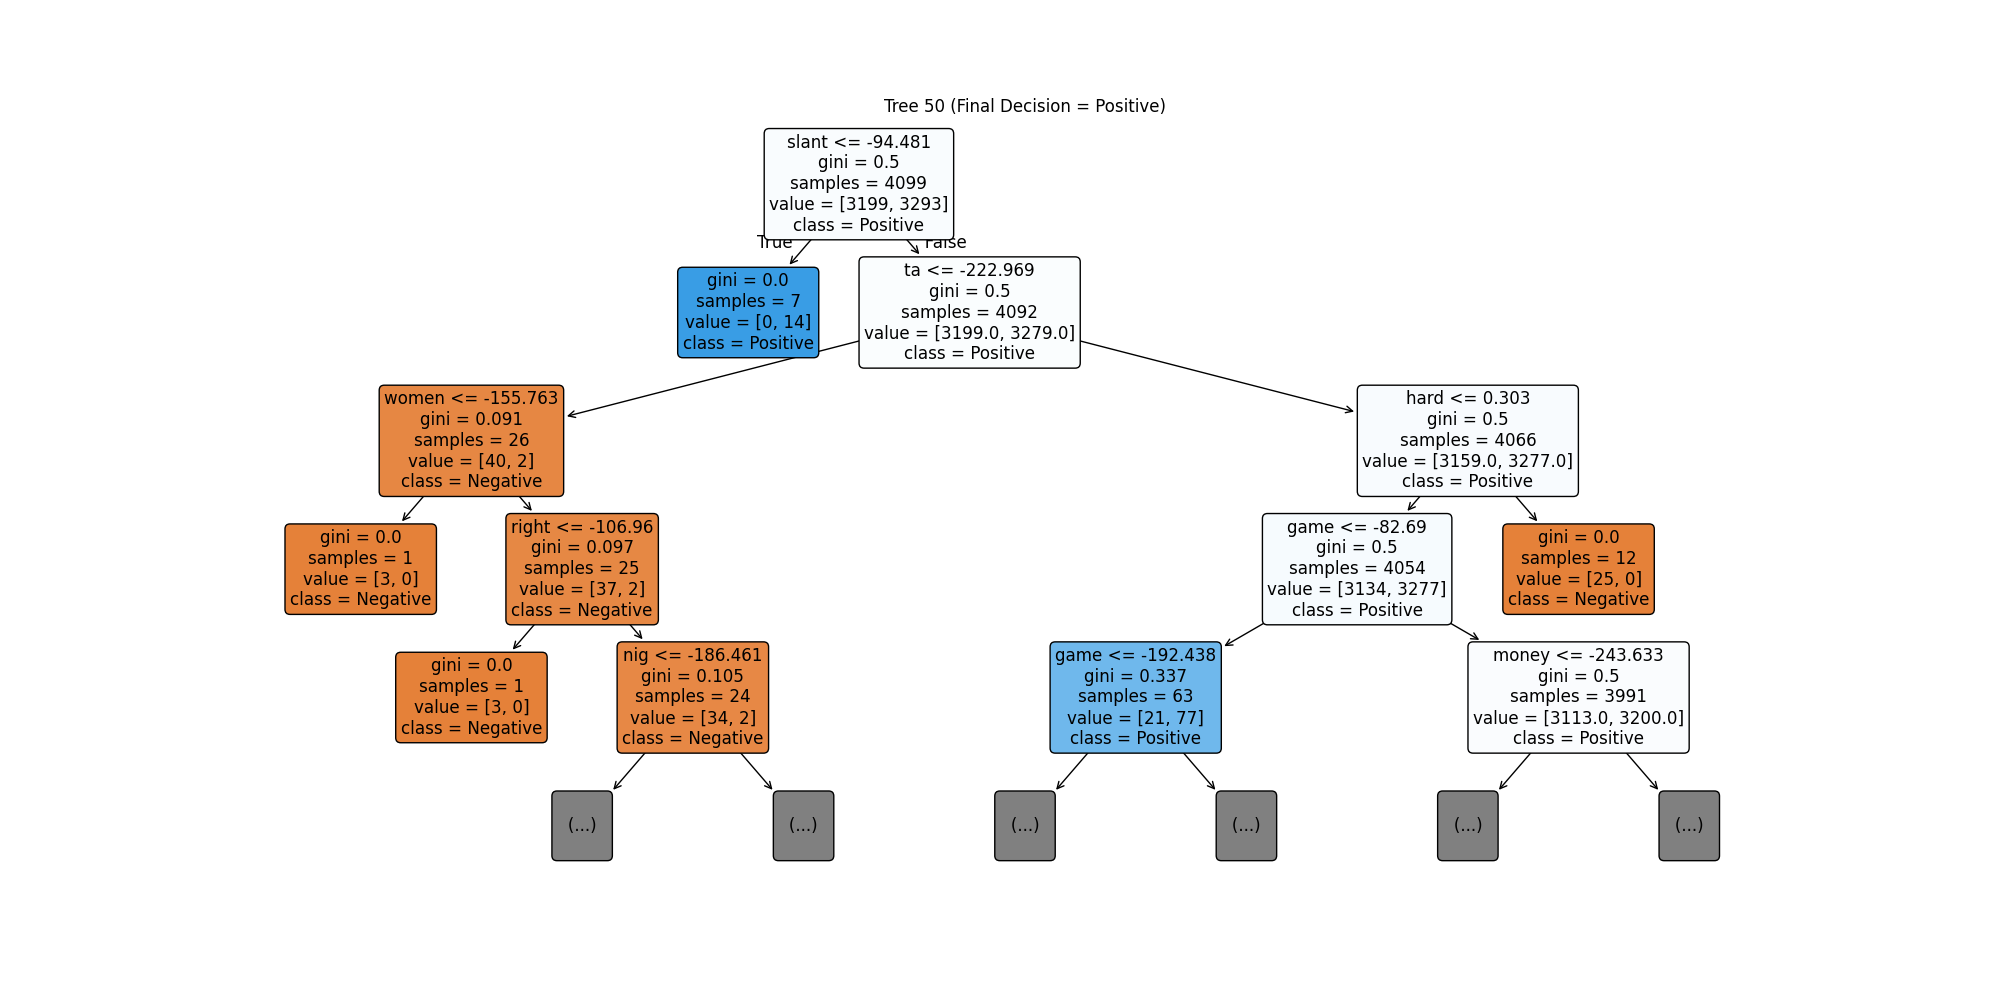 Tree 50 (Final Decision = Positive)
slant <= -94.481
gini = 0.5
samples = 4099
value = [3199, 3293]
class = Positive
True
False
gini = 0.0
samples = 7
value = [0, 14]
class = Positive
ta <= -222.969
gini = 0.5
samples = 4092
value = [3199.0, 3279.0]
class = Positive
women <= -155.763
gini = 0.091
samples = 26
value = [40, 2]
class = Negative
hard <= 0.303
gini = 0.5
samples = 4066
value = [3159.0, 3277.0]
class = Positive
gini = 0.0
samples = 1
value = [3, 0]
class = Negative
right <= -106.96
gini = 0.097
samples = 25
value = [37, 2]
class = Negative
game <= -82.69
gini = 0.5
samples = 4054
value = [3134, 3277]
class = Positive
gini = 0.0
samples = 12
value = [25, 0]
class = Negative
gini = 0.0
samples = 1
value = [3, 0]
class = Negative
nig <= -186.461
gini = 0.105
samples = 24
value = [34, 2]
class = Negative
game <= -192.438
gini = 0.337
samples = 63
value = [21, 77]
class = Positive
money <= -243.633
gini = 0.5
samples = 3991
value = [3113.0, 3200.0]
class = Positive
(...)
(...)
(...)
(...)
(...)
(...)